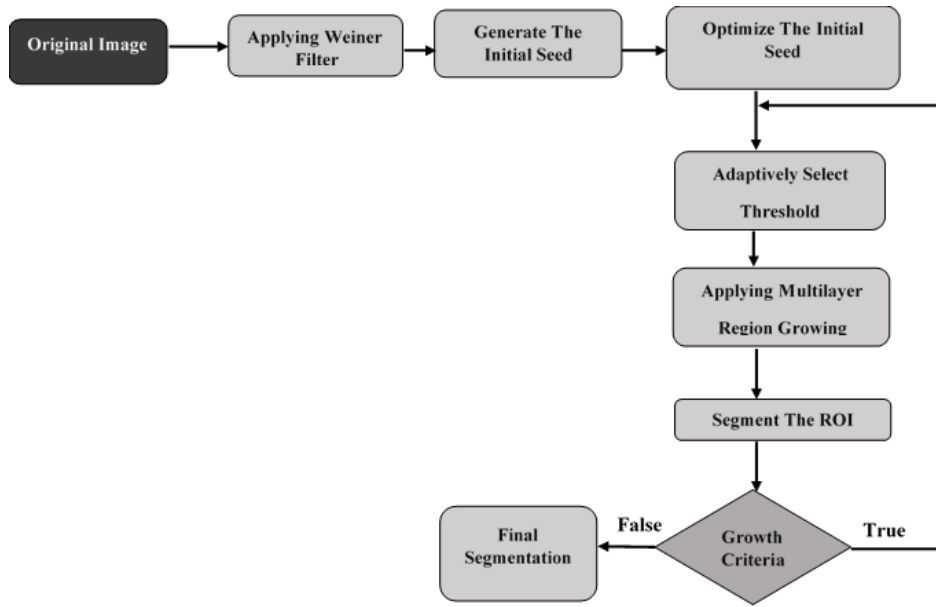 Original Image
Applying Weiner
Filter
Generate The
Initial Seed
Optimize The Initial
Seed
Adaptively Select
Threshold
Applying Multilayer
Region Growing
Segment The ROI
Growth
Criteria
False
True
Final
Segmentation